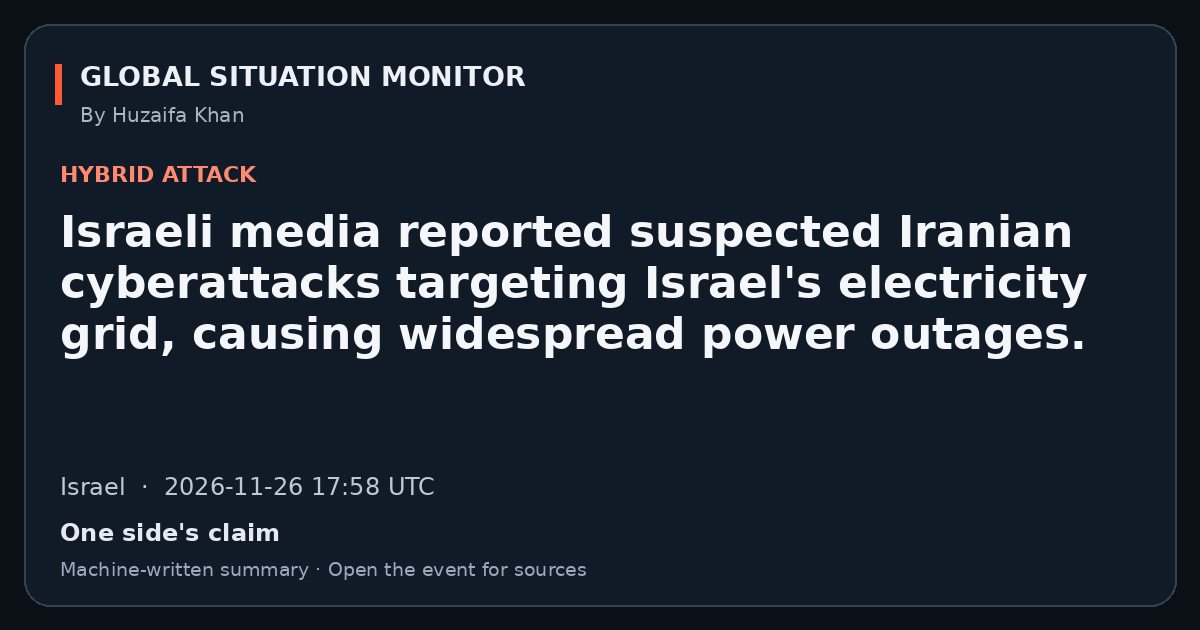 GLOBAL SITUATION MONITOR
By Huzaifa Khan
HYBRID ATTACK
Israeli media reported suspected Iranian
cyberattacks targeting Israel's electricity
grid, causing widespread power outages.
Israel · 2026-11-26 17:58 UTC
One side's claim
Machine-written summary · Open the event for sources